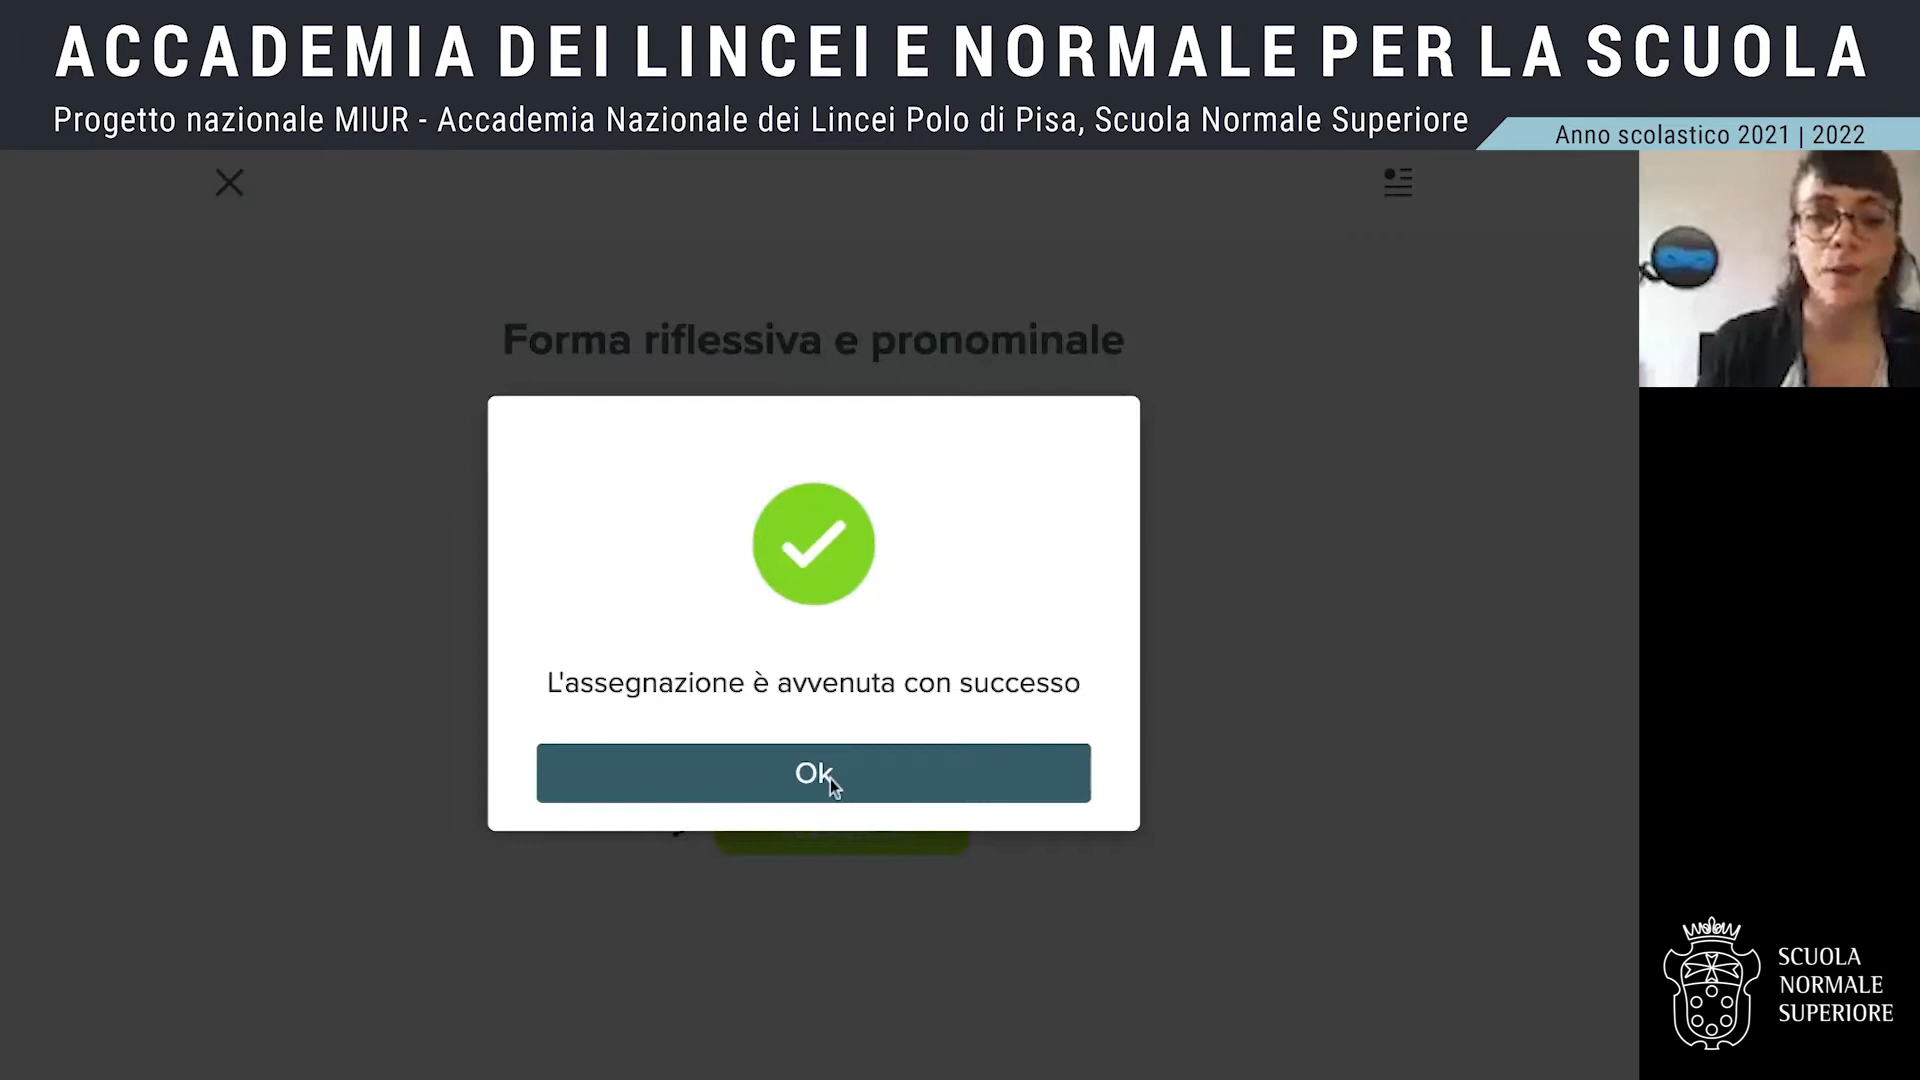 ACCADEMIA DEI LINCEI E NORMALE PER LA SCUOLA
Progetto nazionale MIUR - Accademia Nazionale dei Lincei Polo di Pisa, Scuola Normale Superiore
Anno scolastico 2021 | 2022
Forma riflessiva e pronominale
L'assegnazione è avvenuta con successo
Ok
SCUOLA
NORMALE
SUPERIORE